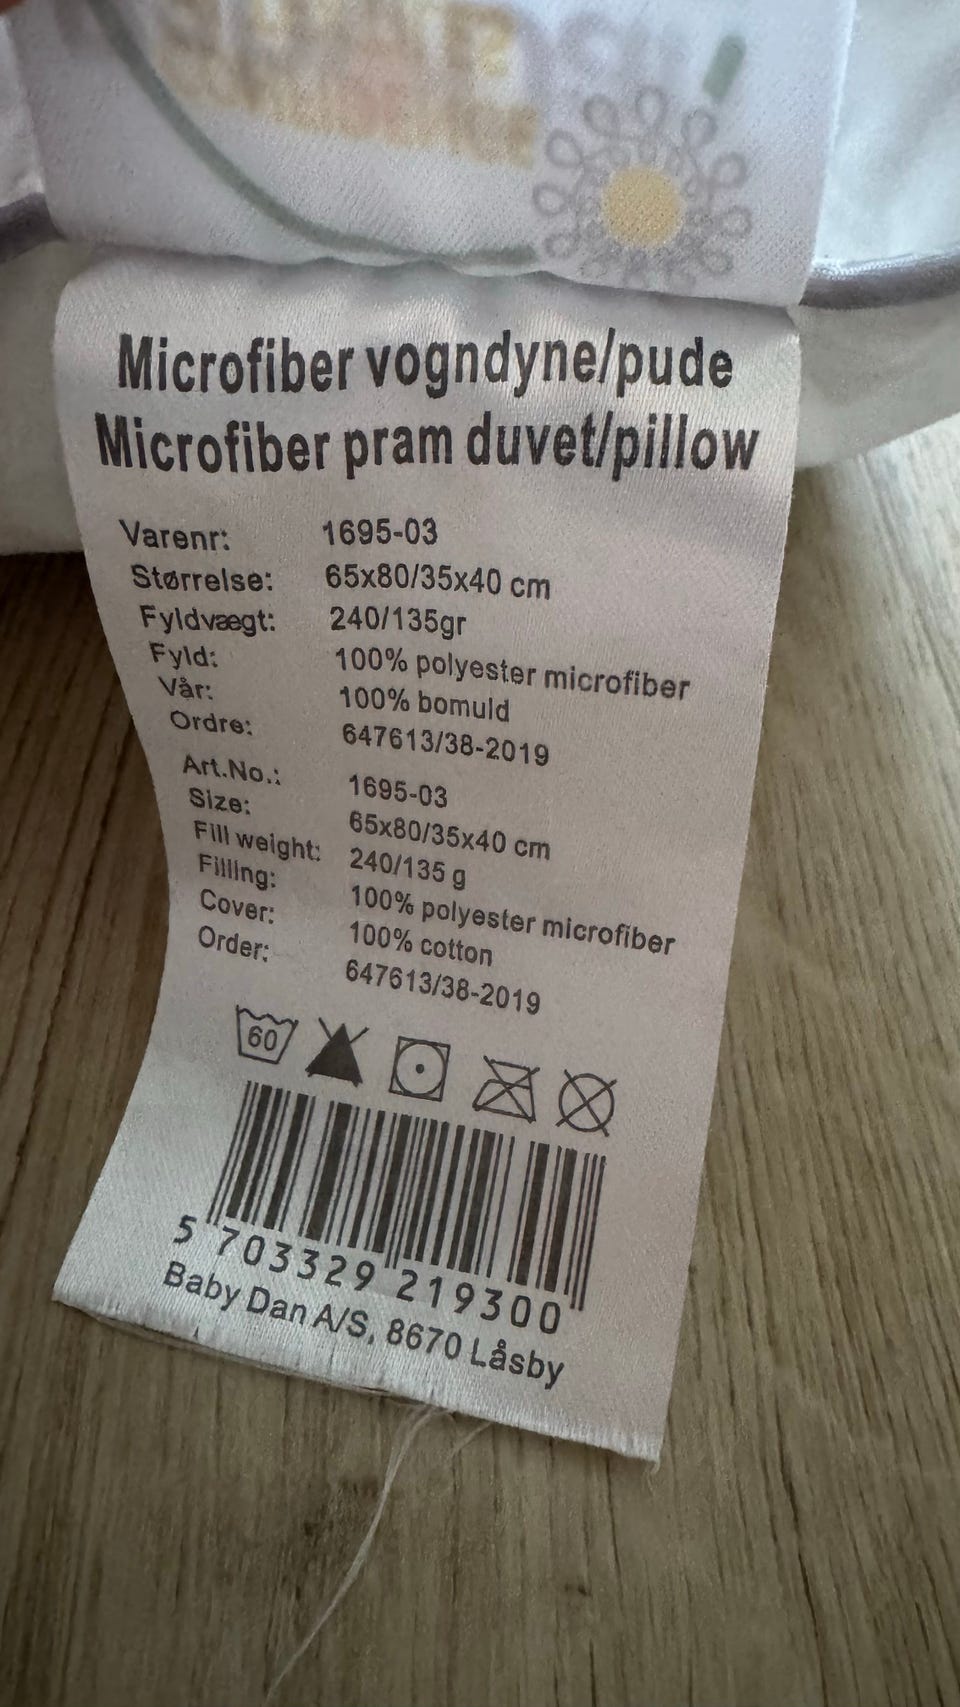 Microfiber vogndyne/pude
Microfiber pram duvet/pillow
Varenr: 1695-03
Størrelse: 65x80/35x40 cm
Fyldvægt: 240/135gr
Fyld: 100% polyester microfiber
Vår: 100% bomuld
Ordre: 647613/38-2019
Art.No.: 1695-03
Size: 65x80/35x40 cm
Fill weight: 240/135 g
Filling: 100% polyester microfiber
Cover: 100% cotton
Order: 647613/38-2019
60
5 703329 219300
Baby Dan A/S, 8670 Låsby